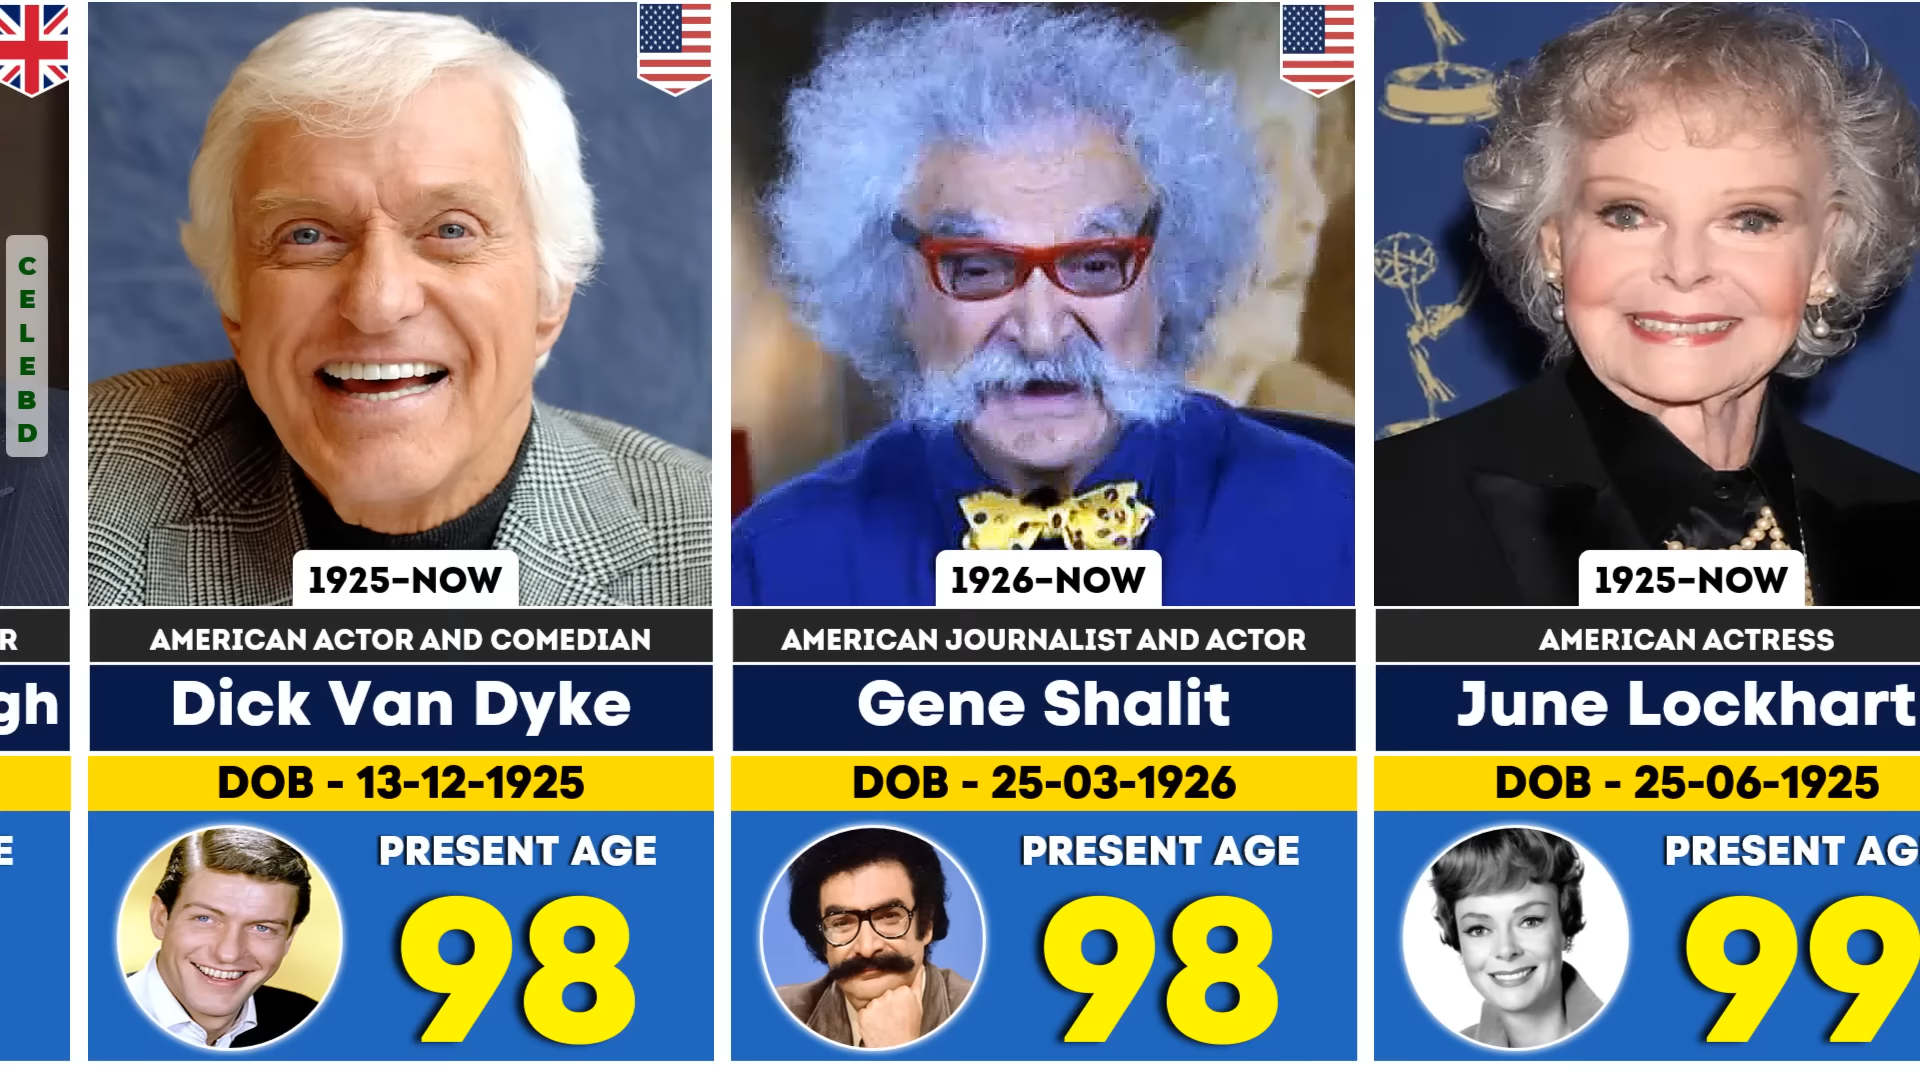 C
E
L
E
B
D
R
gh
E
1925-NOW
AMERICAN ACTOR AND COMEDIAN
Dick Van Dyke
DOB - 13-12-1925
PRESENT AGE
98
1926-NOW
AMERICAN JOURNALIST AND ACTOR
Gene Shalit
DOB - 25-03-1926
PRESENT AGE
98
1925-NOW
AMERICAN ACTRESS
June Lockhart
DOB - 25-06-1925
PRESENT AG
99